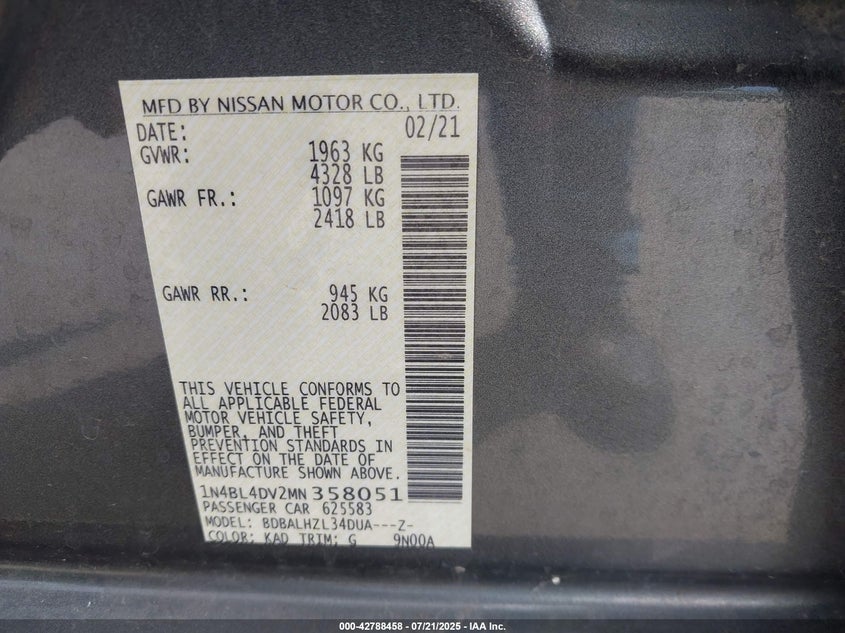 MFD BY NISSAN MOTOR CO., LTD.
DATE: 02/21
GVWR: 1963 KG
4328 LB
GAWR FR.: 1097 KG
2418 LB
GAWR RR.: 945 KG
2083 LB
THIS VEHICLE CONFORMS TO
ALL APPLICABLE FEDERAL
MOTOR VEHICLE SAFETY,
BUMPER, AND THEFT
PREVENTION STANDARDS IN
EFFECT ON THE DATE OF
MANUFACTURE SHOWN ABOVE.
1N4BL4DV2MN358051
PASSENGER CAR 625583
MODEL: BDBALHZL34DUA---Z-
COLOR: KAD TRIM: G 9N00A
000-42788458 - 07/21/2025 - IAA Inc.